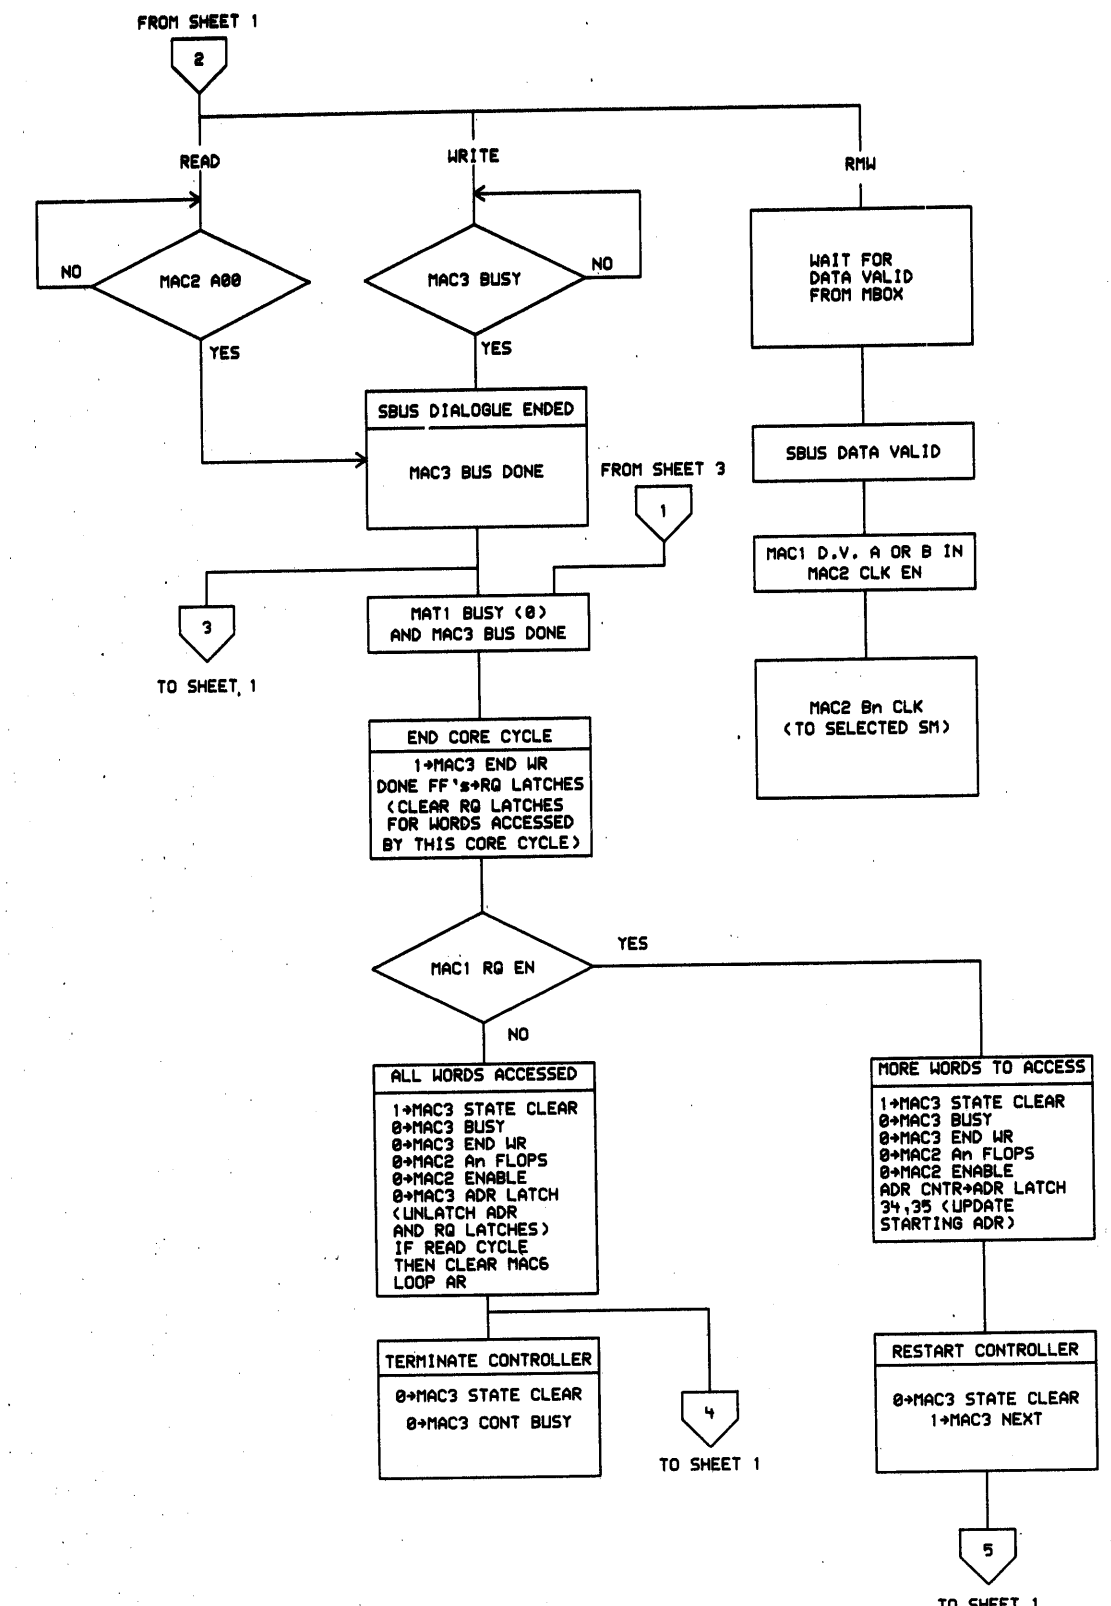 FROM SHEET 1
2
READ
WRITE
RMW
NO
MAC2 A00
YES
MAC3 BUSY
NO
YES
WAIT FOR
DATA VALID
FROM MBOX
SBUS DIALOGUE ENDED
MAC3 BUS DONE
FROM SHEET 3
1
SBUS DATA VALID
MAC1 D.V. A OR B IN
MAC2 CLK EN
3
TO SHEET 1
MAT1 BUSY (0)
AND MAC3 BUS DONE
MAC2 Bn CLK
(TO SELECTED SM)
END CORE CYCLE
1→MAC3 END WR
DONE FF's→RQ LATCHES
(CLEAR RQ LATCHES
FOR WORDS ACCESSED
BY THIS CORE CYCLE)
MAC1 RQ EN
YES
NO
ALL WORDS ACCESSED
1→MAC3 STATE CLEAR
0→MAC3 BUSY
0→MAC3 END WR
0→MAC2 An FLOPS
0→MAC2 ENABLE
0→MAC3 ADR LATCH
(UNLATCH ADR
AND RQ LATCHES)
IF READ CYCLE
THEN CLEAR MAC6
LOOP AR
MORE WORDS TO ACCESS
1→MAC3 STATE CLEAR
0→MAC3 BUSY
0→MAC3 END WR
0→MAC2 An FLOPS
0→MAC2 ENABLE
ADR CNTR→ADR LATCH
34,35 (UPDATE
STARTING ADR)
TERMINATE CONTROLLER
0→MAC3 STATE CLEAR
0→MAC3 CONT BUSY
4
TO SHEET 1
RESTART CONTROLLER
0→MAC3 STATE CLEAR
1→MAC3 NEXT
5
TO SHEET 1